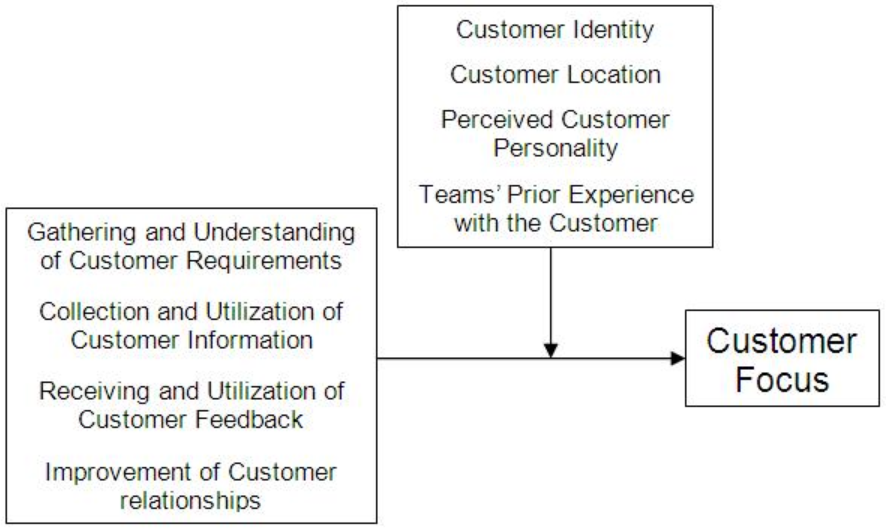 Customer Identity
Customer Location
Perceived Customer
Personality
Teams’ Prior Experience
with the Customer
Gathering and Understanding
of Customer Requirements
Collection and Utilization of
Customer Information
Receiving and Utilization of
Customer Feedback
Improvement of Customer
relationships
Customer
Focus